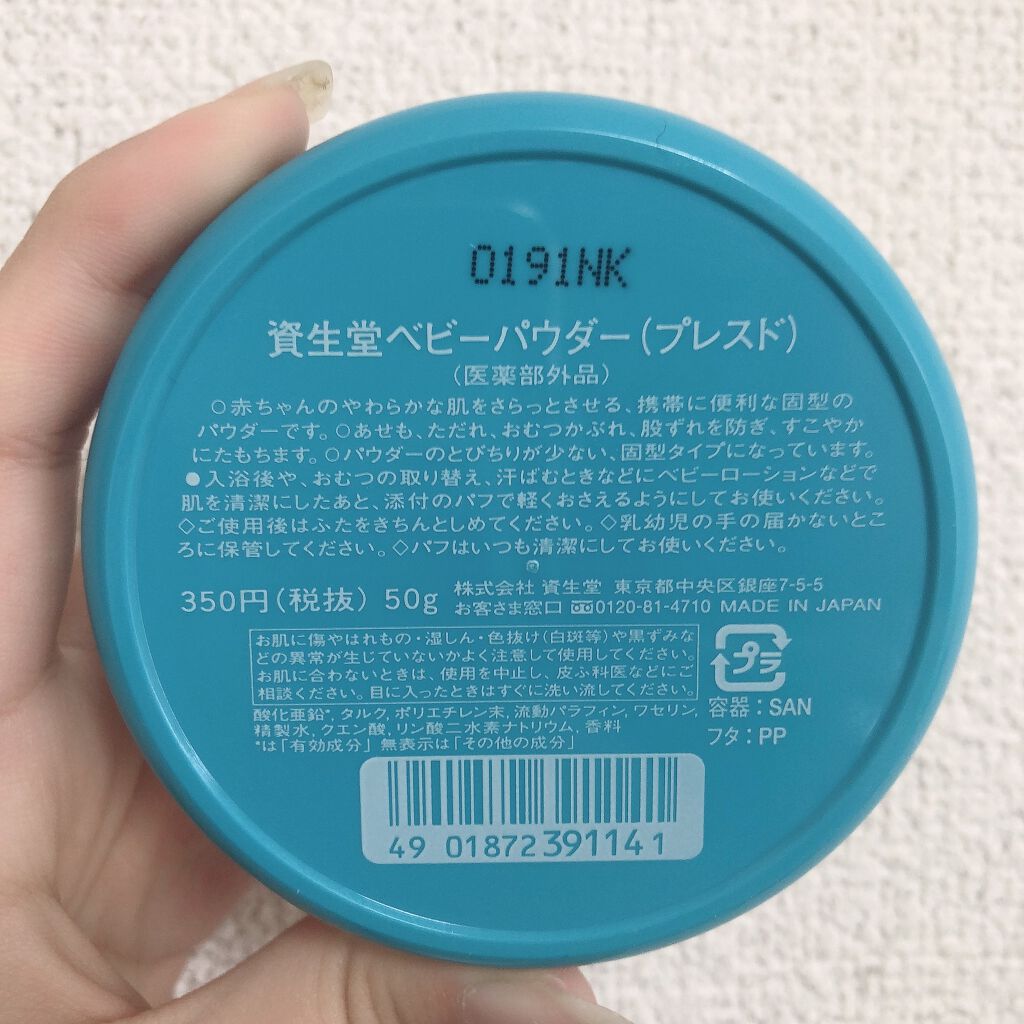 0191NK
資生堂ベビーパウダー(プレスド)
(医薬部外品)
○赤ちゃんのやわらかな肌をさらっとさせる、携帯に便利な固型の
パウダーです。○あせも、ただれ、おむつかぶれ、股ずれを防ぎ、すこやか
にたもちます。○パウダーのとびちりが少ない、固型タイプになっています。
●入浴後や、おむつの取り替え、汗ばむときなどにベビーローションなどで
肌を清潔にしたあと、添付のパフで軽くおさえるようにしてお使いください。
◇ご使用後はふたをきちんとしめてください。◇乳幼児の手の届かないとこ
ろに保管してください。◇パフはいつも清潔にしてお使いください。
350円(税抜) 50g
株式会社 資生堂 東京都中央区銀座7-5-5
お客さま窓口 0120-81-4710 MADE IN JAPAN
お肌に傷やはれもの・湿しん・色抜け(白斑等)や黒ずみな
どの異常が生じていないかよく注意して使用してください。
お肌に合わないときは、使用を中止し、皮ふ科医などにご
相談ください。目に入ったときはすぐに洗い流してください。
酸化亜鉛*, タルク, ポリエチレン末, 流動パラフィン, ワセリン,
精製水, クエン酸, リン酸二水素ナトリウム, 香料
*は「有効成分」 無表示は「その他の成分」
プラ
容器：SAN
フタ：PP
49 01872 391141